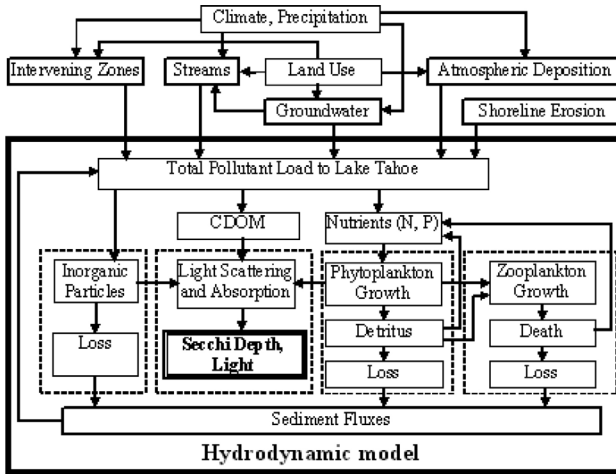 Climate, Precipitation
Intervening Zones
Streams
Land Use
Atmospheric Deposition
Groundwater
Shoreline Erosion
Total Pollutant Load to Lake Tahoe
CDOM
Nutrients (N, P)
Inorganic
Particles
Light Scattering
and Absorption
Phytoplankton
Growth
Zooplankton
Growth
Loss
Secchi Depth,
Light
Detritus
Death
Loss
Loss
Sediment Fluxes
Hydrodynamic model